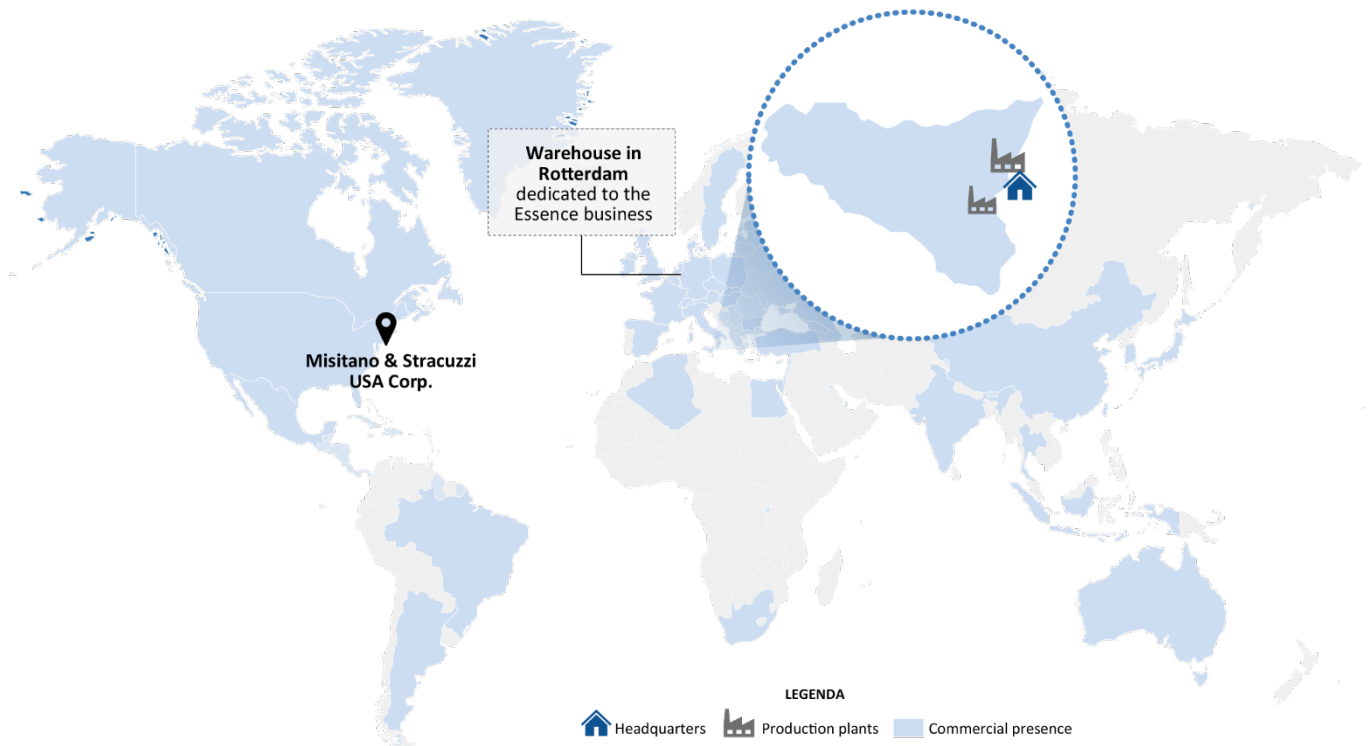 Warehouse in
Rotterdam
dedicated to the
Essence business
Misitano & Stracuzzi
USA Corp.
LEGENDA
Headquarters
Production plants
Commercial presence